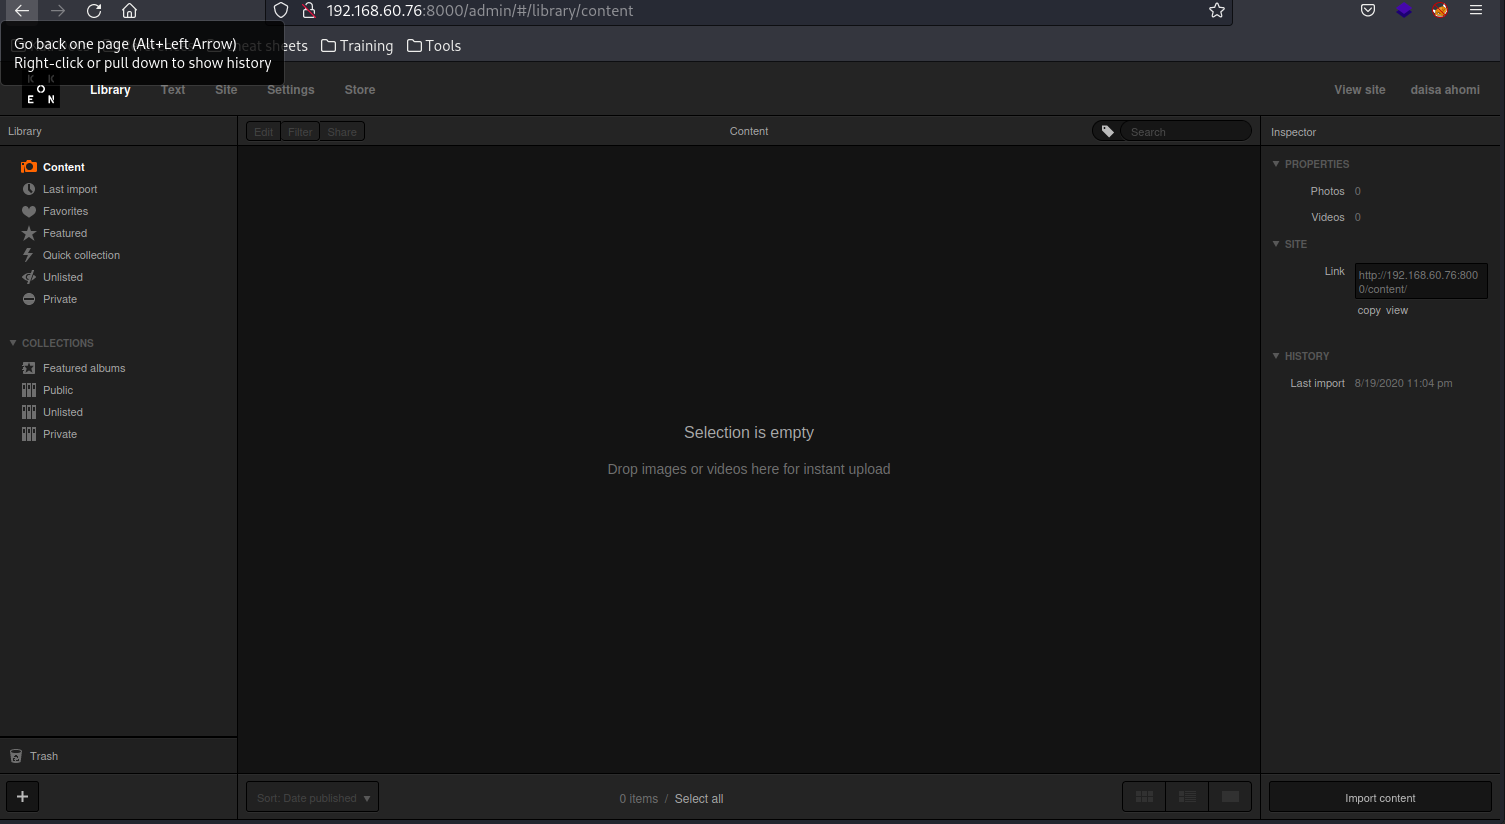 192.168.60.76:8000/admin/#/library/content
Go back one page (Alt+Left Arrow)
Right-click or pull down to show history
eat sheets
Training
Tools
K K
O
E N
Library
Text
Site
Settings
Store
View site
daisa ahomi
Library
Edit
Filter
Share
Content
Search
Inspector
Content
Last import
Favorites
Featured
Quick collection
Unlisted
Private
COLLECTIONS
Featured albums
Public
Unlisted
Private
Selection is empty
Drop images or videos here for instant upload
PROPERTIES
Photos 0
Videos 0
SITE
Link http://192.168.60.76:800
0/content/
copy view
HISTORY
Last import 8/19/2020 11:04 pm
Trash
+
Sort: Date published
0 items / Select all
Import content